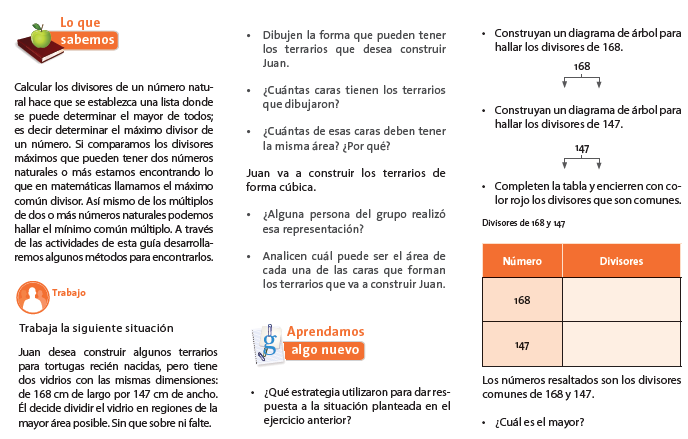 Lo que
sabemos
Calcular los divisores de un número natu-
ral hace que se establezca una lista donde
se puede determinar el mayor de todos;
es decir determinar el máximo divisor de
un número. Si comparamos los divisores
máximos que pueden tener dos números
naturales o más estamos encontrando lo
que en matemáticas llamamos el máximo
común divisor. Así mismo de los múltiplos
de dos o más números naturales podemos
hallar el mínimo común múltiplo. A través
de las actividades de esta guía desarrolla-
remos algunos métodos para encontrarlos.
Trabajo
Trabaja la siguiente situación
Juan desea construir algunos terrarios
para tortugas recién nacidas, pero tiene
dos vidrios con las mismas dimensiones:
de 168 cm de largo por 147 cm de ancho.
Él decide dividir el vidrio en regiones de la
mayor área posible. Sin que sobre ni falte.
• Dibujen la forma que pueden tener
los terrarios que desea construir
Juan.
• ¿Cuántas caras tienen los terrarios
que dibujaron?
• ¿Cuántas de esas caras deben tener
la misma área? ¿Por qué?
Juan va a construir los terrarios de
forma cúbica.
• ¿Alguna persona del grupo realizó
esa representación?
• Analicen cuál puede ser el área de
cada una de las caras que forman
los terrarios que va a construir Juan.
Aprendamos
algo nuevo
• ¿Qué estrategia utilizaron para dar res-
puesta a la situación planteada en el
ejercicio anterior?
• Construyan un diagrama de árbol para
hallar los divisores de 168.
168
• Construyan un diagrama de árbol para
hallar los divisores de 147.
147
• Completen la tabla y encierren con co-
lor rojo los divisores que son comunes.
Divisores de 168 y 147
Número Divisores
168
147
Los números resaltados son los divisores
comunes de 168 y 147.
• ¿Cuál es el mayor?